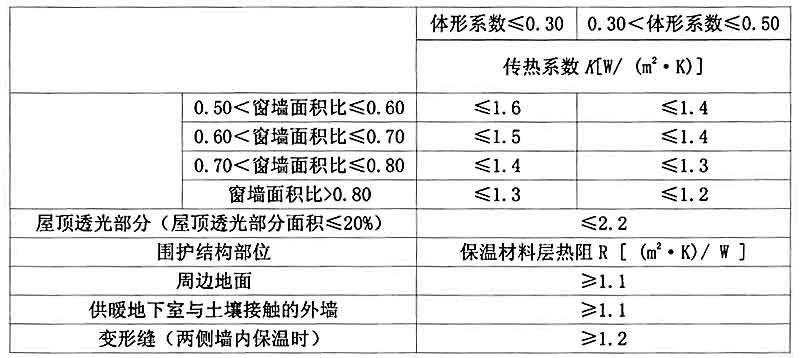 体形系数≤0.30 0.30<体形系数≤0.50
传热系数 K[W/ (m²·K)]
0.50<窗墙面积比≤0.60 ≤1.6 ≤1.4
0.60<窗墙面积比≤0.70 ≤1.5 ≤1.4
0.70<窗墙面积比≤0.80 ≤1.4 ≤1.3
窗墙面积比>0.80 ≤1.3 ≤1.2
屋顶透光部分（屋顶透光部分面积≤20%） ≤2.2
围护结构部位 保温材料层热阻 R [ (m²·K)/ W ]
周边地面 ≥1.1
供暖地下室与土壤接触的外墙 ≥1.1
变形缝（两侧墙内保温时） ≥1.2